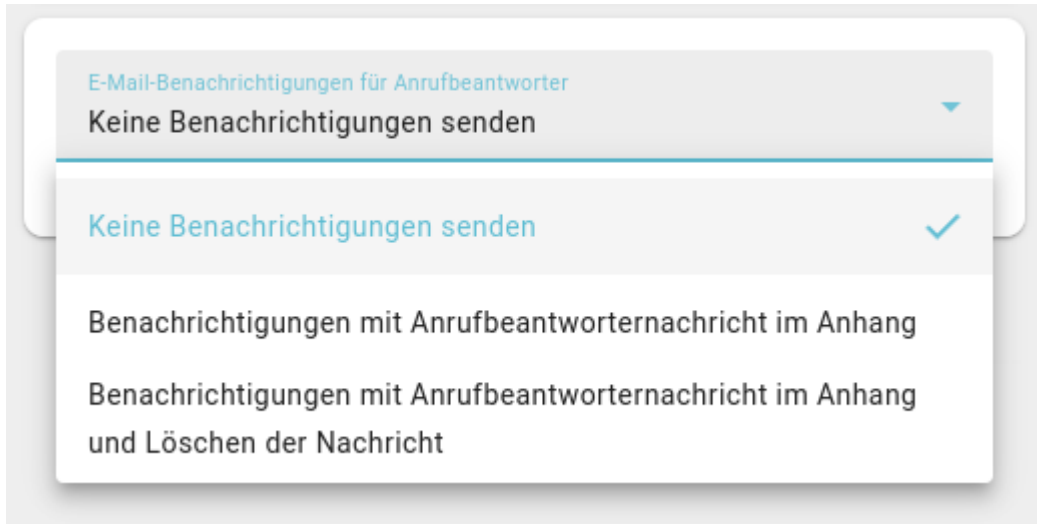 E-Mail-Benachrichtigungen für Anrufbeantworter
Keine Benachrichtigungen senden
Keine Benachrichtigungen senden
Benachrichtigungen mit Anrufbeantworternachricht im Anhang
Benachrichtigungen mit Anrufbeantworternachricht im Anhang
und Löschen der Nachricht